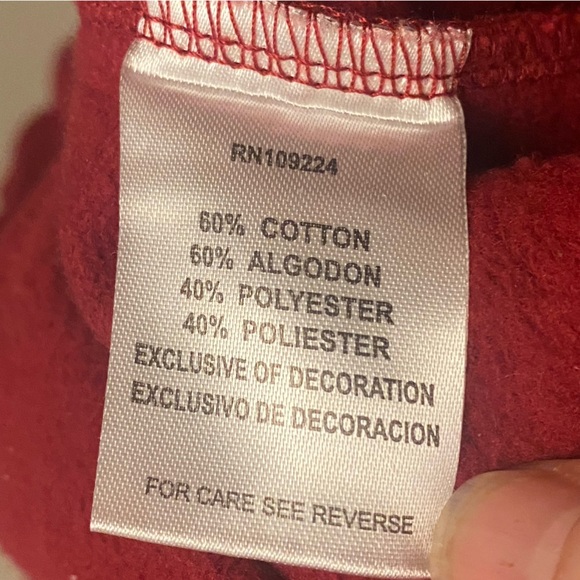 RN109224
60% COTTON
60% ALGODON
40% POLYESTER
40% POLIESTER
EXCLUSIVE OF DECORATION
EXCLUSIVO DE DECORACION
FOR CARE SEE REVERSE